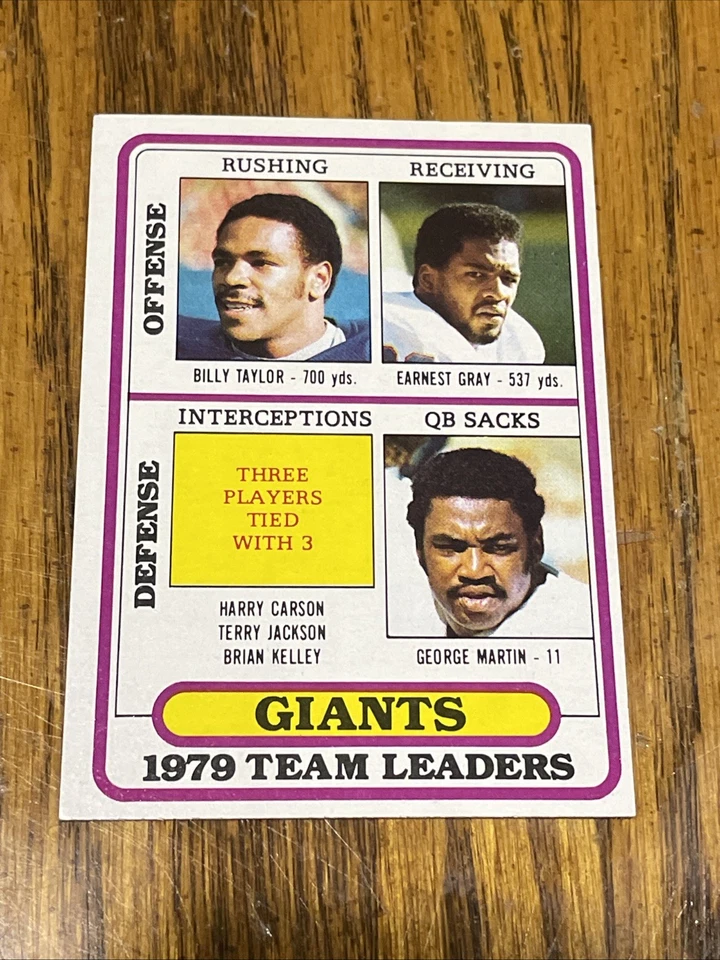 OFFENSE
RUSHING
BILLY TAYLOR - 700 yds.
RECEIVING
EARNEST GRAY - 537 yds.
DEFENSE
INTERCEPTIONS
THREE
PLAYERS
TIED
WITH 3
HARRY CARSON
TERRY JACKSON
BRIAN KELLEY
QB SACKS
GEORGE MARTIN - 11
GIANTS
1979 TEAM LEADERS